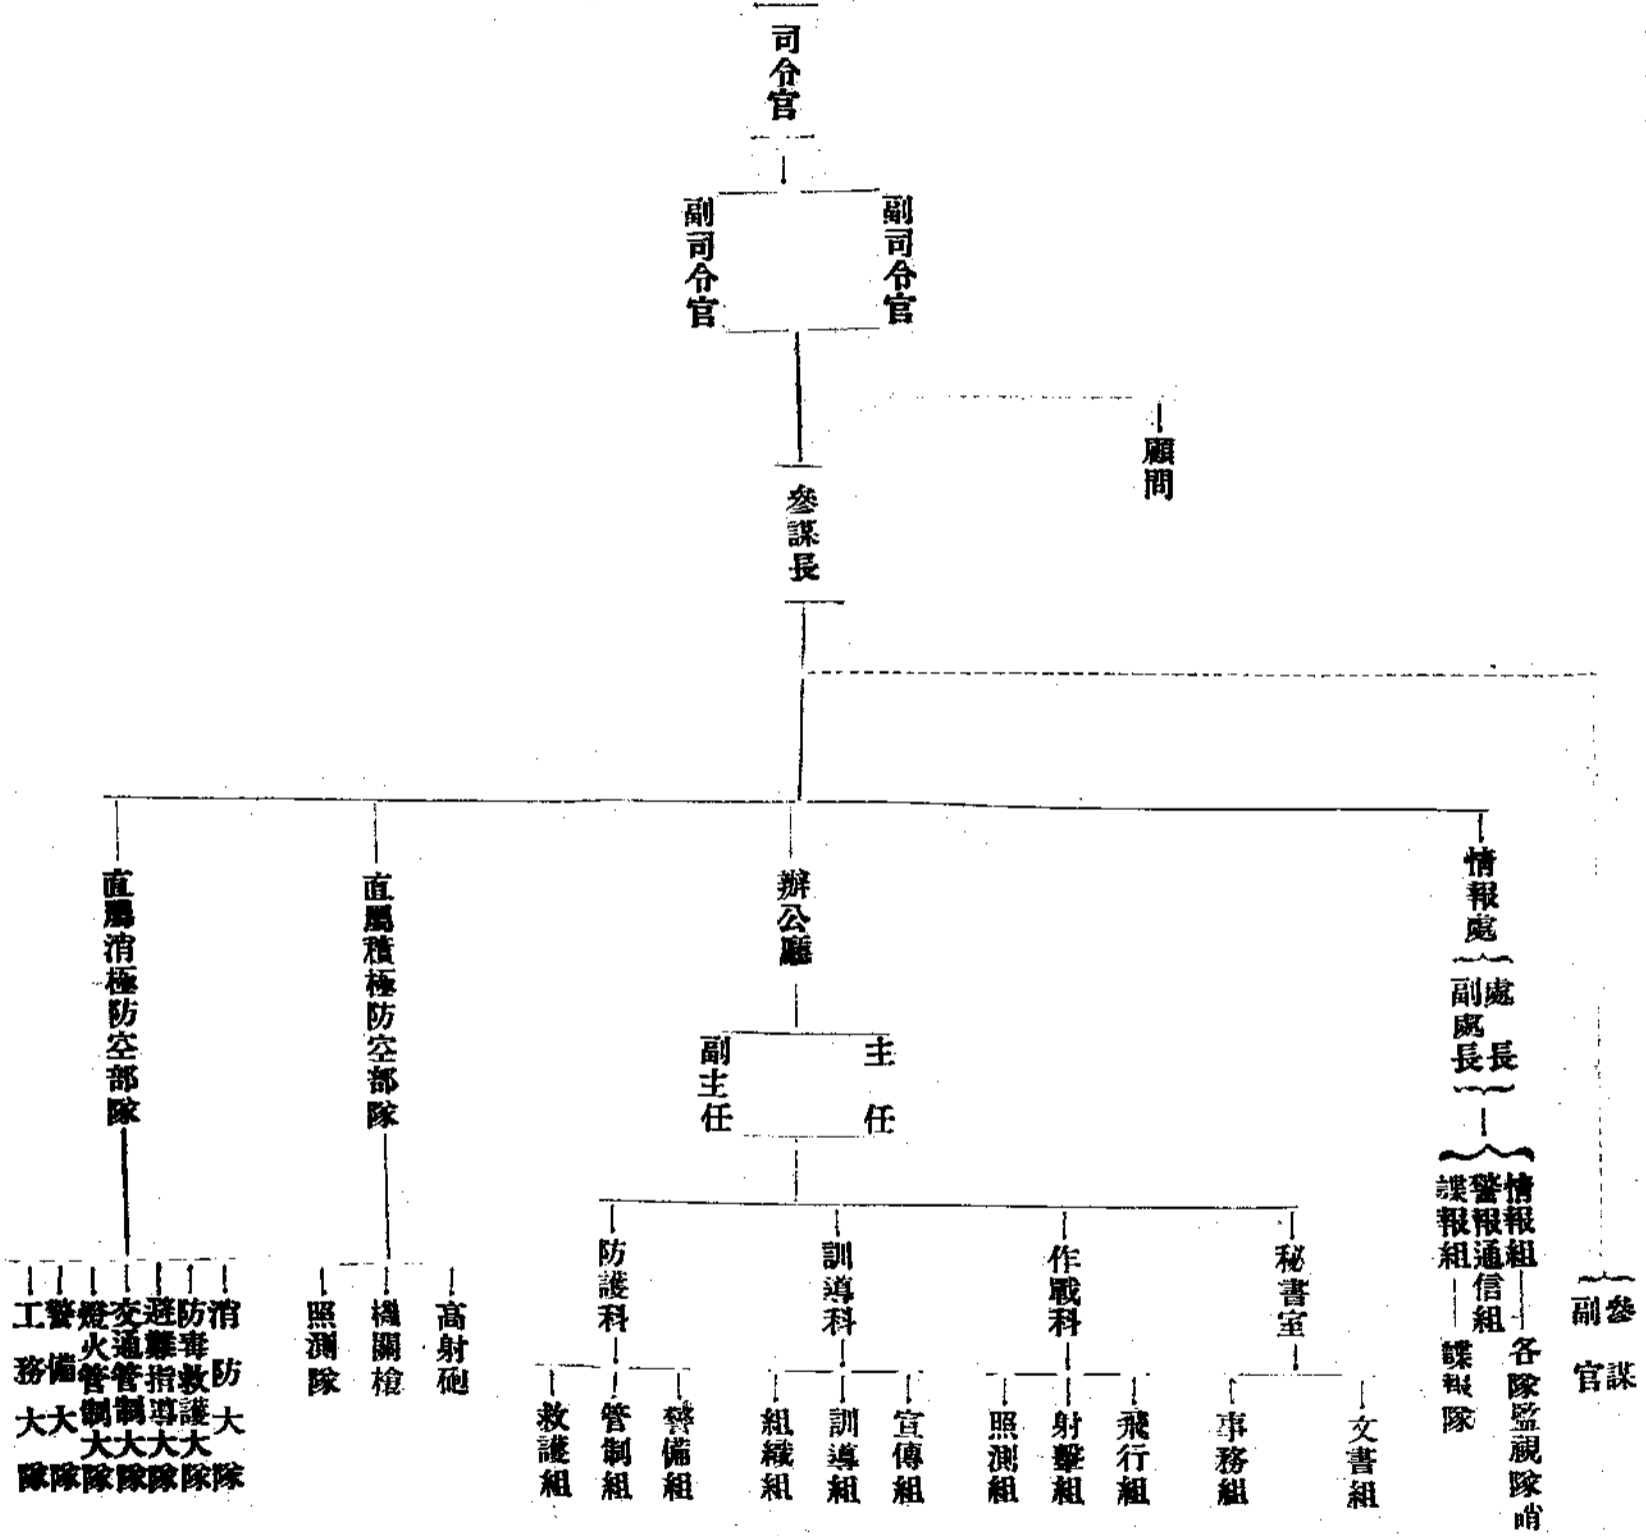 司令官
副司令官
副司令官
顧問
參謀長
參謀
副官
情報處
處長
副處長
情報組
各隊監視隊哨
警報通信組
諜報組
諜報隊
辦公廳
主任
副主任
秘書室
文書組
事務組
作戰科
飛行組
射擊組
照測組
訓導科
宣傳組
訓導組
組織組
防護科
警備組
管制組
救護組
直屬積極防空部隊
高射砲
機關槍
照測隊
直屬消極防空部隊
消防大隊
防毒救護大隊
避難指導大隊
交通管制大隊
燈火管制大隊
警備大隊
工務大隊